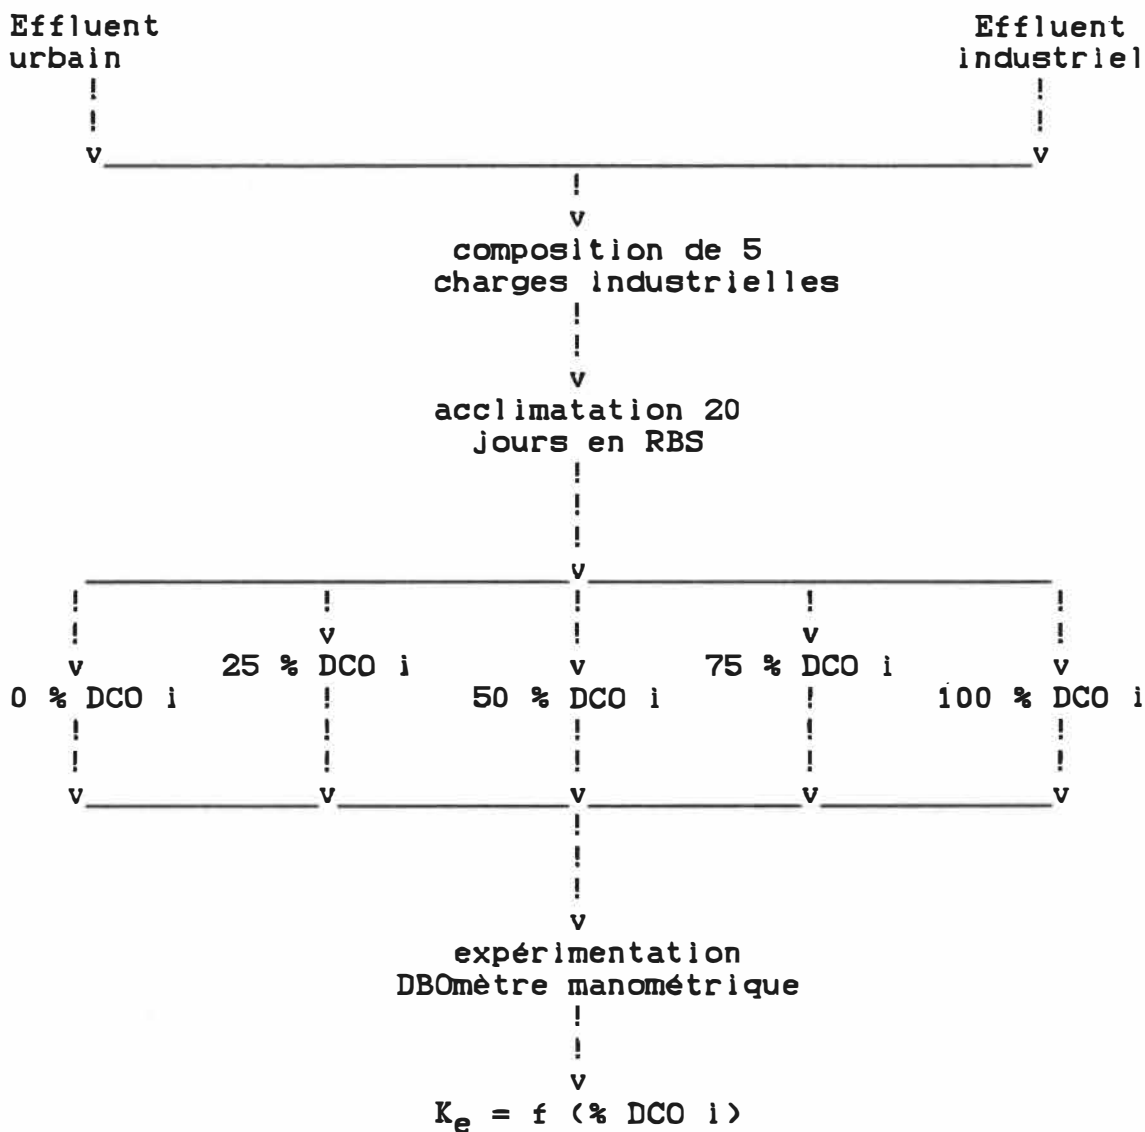 Effluent urbain
Effluent industriel
composition de 5
charges industrielles
acclimatation 20
jours en RBS
25 % DCO i
75 % DCO i
0 % DCO i
50 % DCO i
100 % DCO i
expérimentation
DBOmètre manométrique
Ke = f (% DCO i)